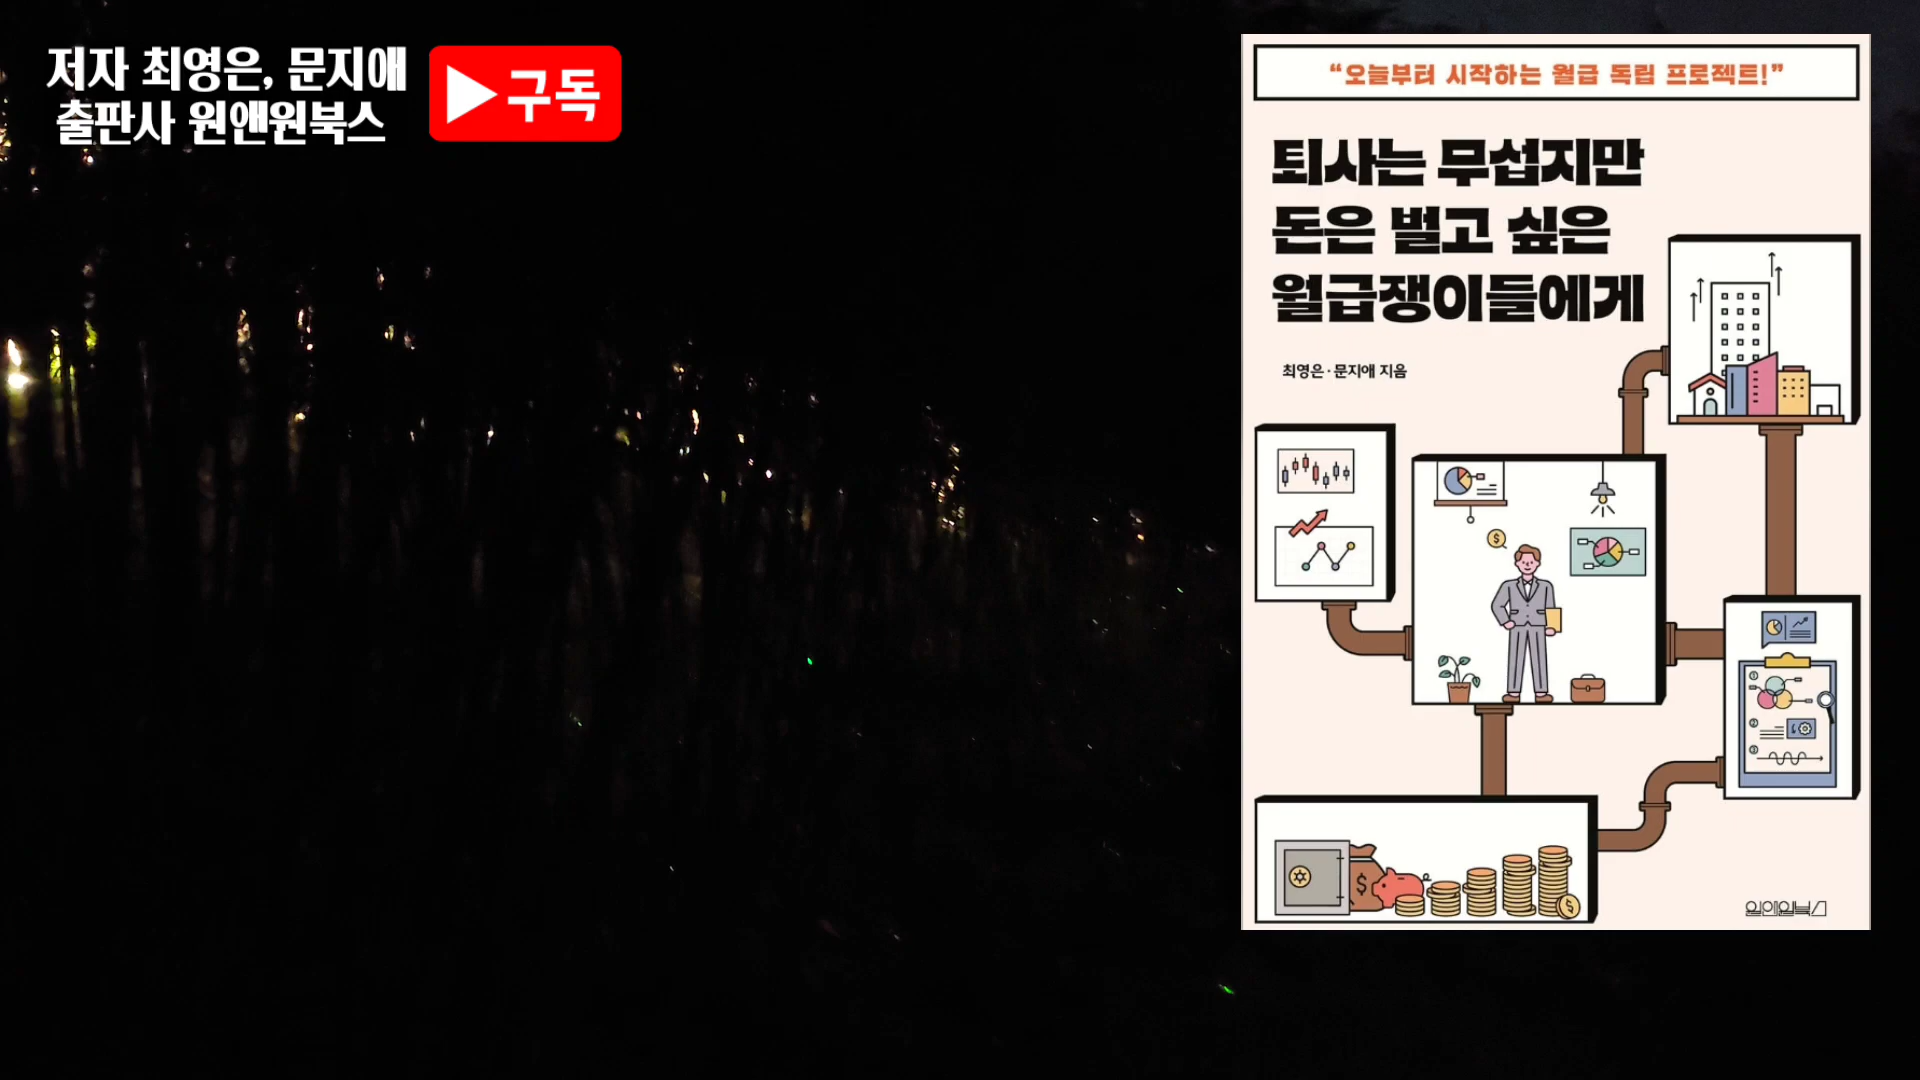 저자 최영은, 문지애
출판사 원앤원북스
구독
“오늘부터 시작하는 월급 독립 프로젝트!”
퇴사는 무섭지만
돈은 벌고 싶은
월급쟁이들에게
최영은·문지애 지음
원앤원북스